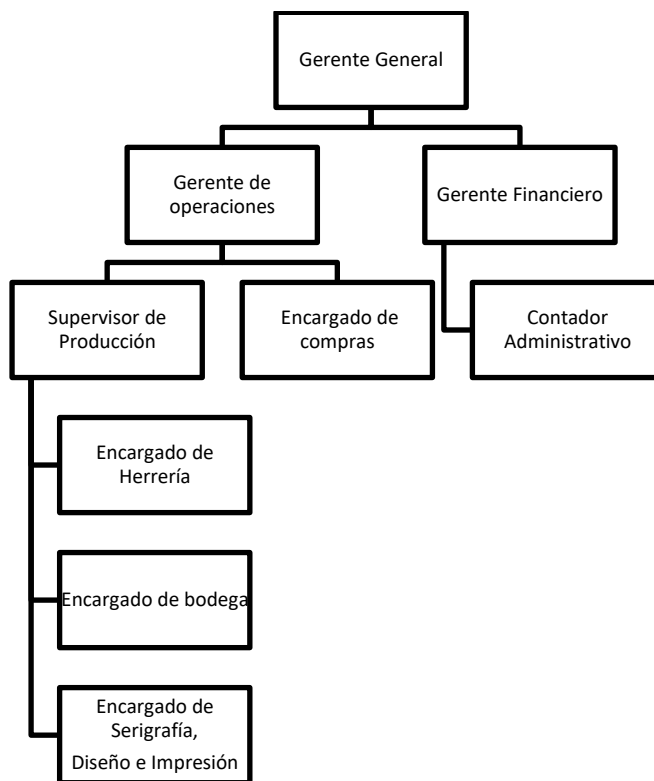 Gerente General
Gerente de
operaciones
Gerente Financiero
Supervisor de
Producción
Encargado de
compras
Contador
Administrativo
Encargado de
Herrería
Encargado de bodega
Encargado de
Serigrafía,
Diseño e Impresión